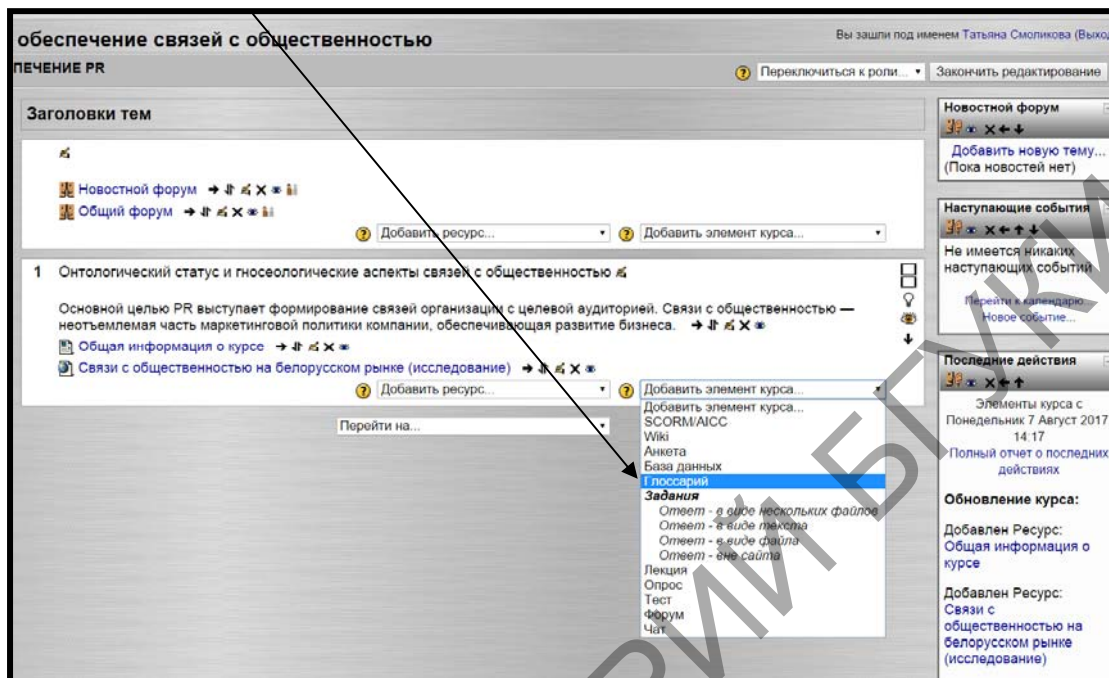 обеспечение связей с общественностью
Вы зашли под именем Татьяна Смоликова (Выход
ПЕЧЕНИЕ PR
Переключиться к роли...
Закончить редактирование
Заголовки тем
Новостной форум
Общий форум
Добавить ресурс...
Добавить элемент курса...
1 Онтологический статус и гносеологические аспекты связей с общественностью
Основной целью PR выступает формирование связей организации с целевой аудиторией. Связи с общественностью —
неотъемлемая часть маркетинговой политики компании, обеспечивающая развитие бизнеса.
Общая информация о курсе
Связи с общественностью на белорусском рынке (исследование)
Добавить ресурс...
Добавить элемент курса...
Добавить элемент курса...
SCORM/AICC
Wiki
Анкета
База данных
Глоссарий
Задания
Ответ - в виде нескольких файлов
Ответ - в виде текста
Ответ - в виде файла
Ответ - вне сайта
Лекция
Опрос
Тест
Форум
Чат
Перейти на...
Новостной форум
Добавить новую тему...
(Пока новостей нет)
Наступающие события
Не имеется никаких
наступающих событий
Перейти к календарю
Новое событие...
Последние действия
Элементы курса с
Понедельник 7 Август 2017,
14:17
Полный отчет о последних
действиях
Обновление курса:
Добавлен Ресурс:
Общая информация о
курсе
Добавлен Ресурс:
Связи с
общественностью на
белорусском рынке
(исследование)
РИЙ БГУКИ